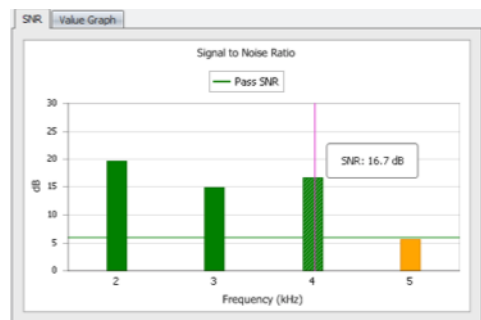 SNR Value Graph
Signal to Noise Ratio
Pass SNR
30
25
20
15
10
5
0
dB
SNR: 16.7 dB
2 3 4 5
Frequency (kHz)